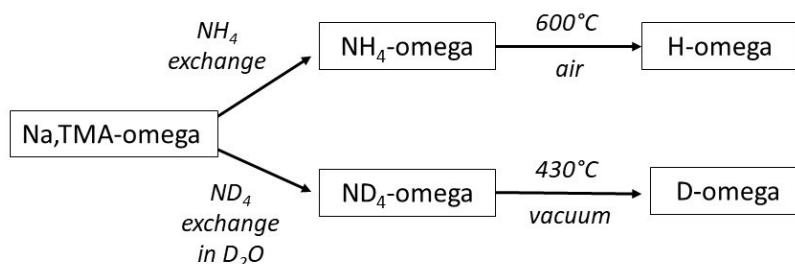 NH₄
exchange
NH₄-omega
600°C
air
H-omega
Na,TMA-omega
ND₄
exchange
in D₂O
ND₄-omega
430°C
vacuum
D-omega